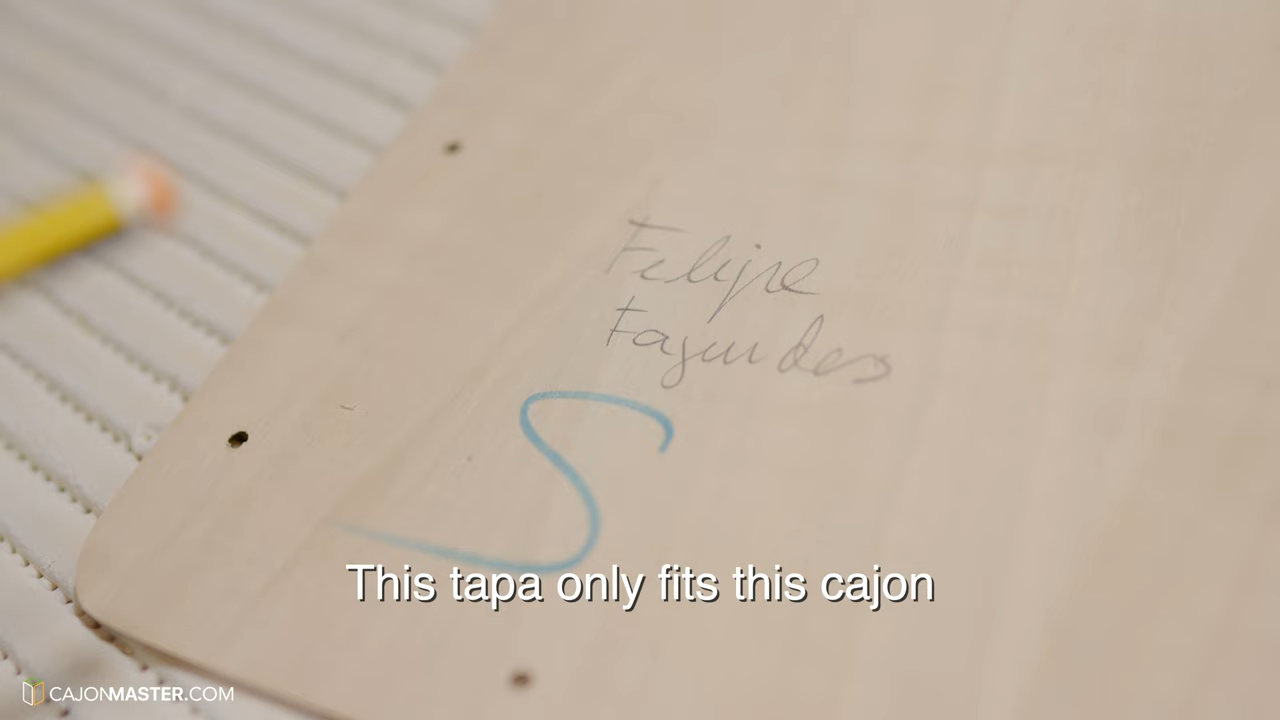 Felipe
Fagundes
S
This tapa only fits this cajon
CAJONMASTER.COM